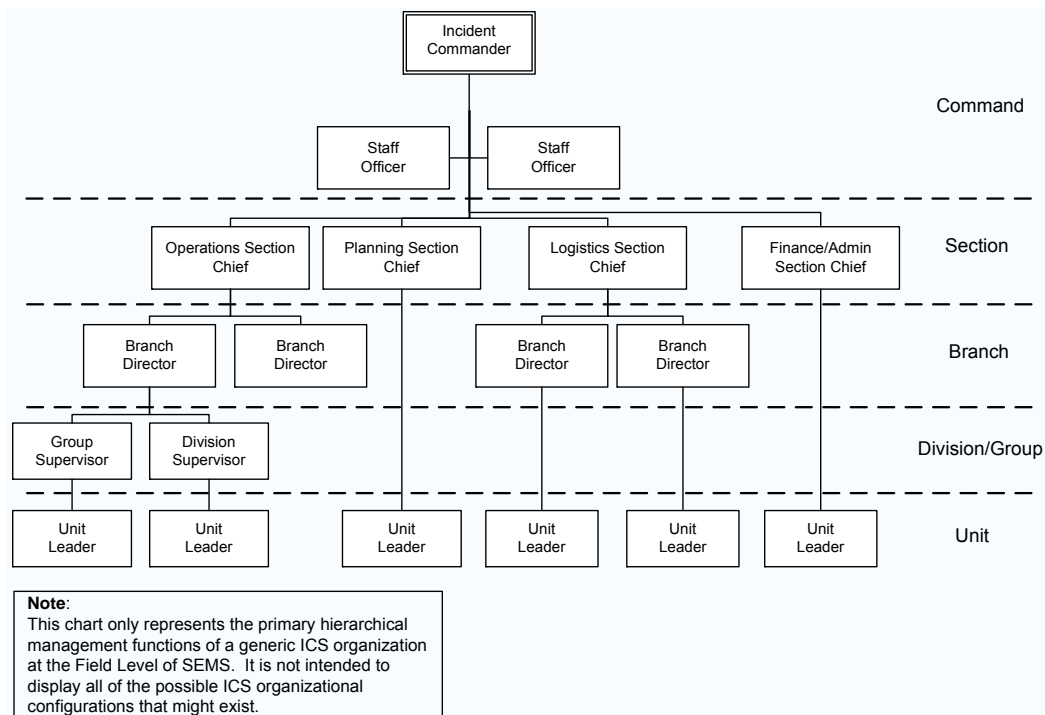 Incident
Commander
Command
Staff
Officer
Staff
Officer
Operations Section
Chief
Planning Section
Chief
Logistics Section
Chief
Finance/Admin
Section Chief
Section
Branch
Director
Branch
Director
Branch
Director
Branch
Director
Branch
Group
Supervisor
Division
Supervisor
Division/Group
Unit
Leader
Unit
Leader
Unit
Leader
Unit
Leader
Unit
Leader
Unit
Leader
Unit
Note:
This chart only represents the primary hierarchical
management functions of a generic ICS organization
at the Field Level of SEMS.  It is not intended to
display all of the possible ICS organizational
configurations that might exist.